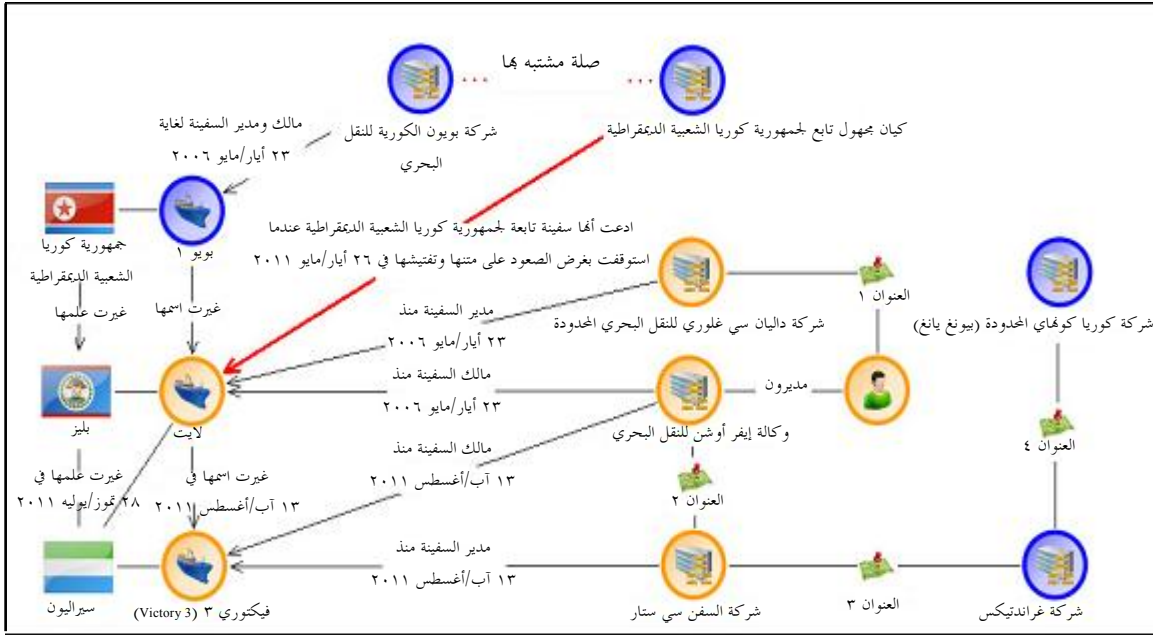 صلة مشتبه بها
شركة بويون الكورية للنقل
البحري
كيان مجهول تابع لجمهورية كوريا الشعبية الديمقراطية
مالك ومدير السفينة لغاية
٢٣ أيار/مايو ٢٠٠٦
جمهورية كوريا
الشعبية الديمقراطية
بويو ١
ادعت أنها سفينة تابعة لجمهورية كوريا الشعبية الديمقراطية عندما
استوقفت بغرض الصعود على متنها وتفتيشها في ٢٦ أيار/مايو ٢٠١١
العنوان
١
غيرت علمها
غيرت اسمها
مدير السفينة منذ
٢٣ أيار/مايو ٢٠٠٦
شركة داليان سي غلوري للنقل البحري المحدودة
شركة كوريا كونهاي المحدودة (بيونغ يانغ)
مالك السفينة منذ
٢٣ أيار/مايو ٢٠٠٦
مديرون
بليز
لايت
وكالة إيفر أوشن للنقل البحري
العنوان
٤
مالك السفينة منذ
١٣ آب/أغسطس ٢٠١١
غيرت علمها في
٢٨ تموز/يوليه ٢٠١١
غيرت اسمها في
١٣ آب/أغسطس ٢٠١١
العنوان ٢
مدير السفينة منذ
١٣ آب/أغسطس ٢٠١١
سيراليون
فيكتوري ٣ (Victory 3)
شركة السفن سي ستار
العنوان ٣
شركة غراندتيكس